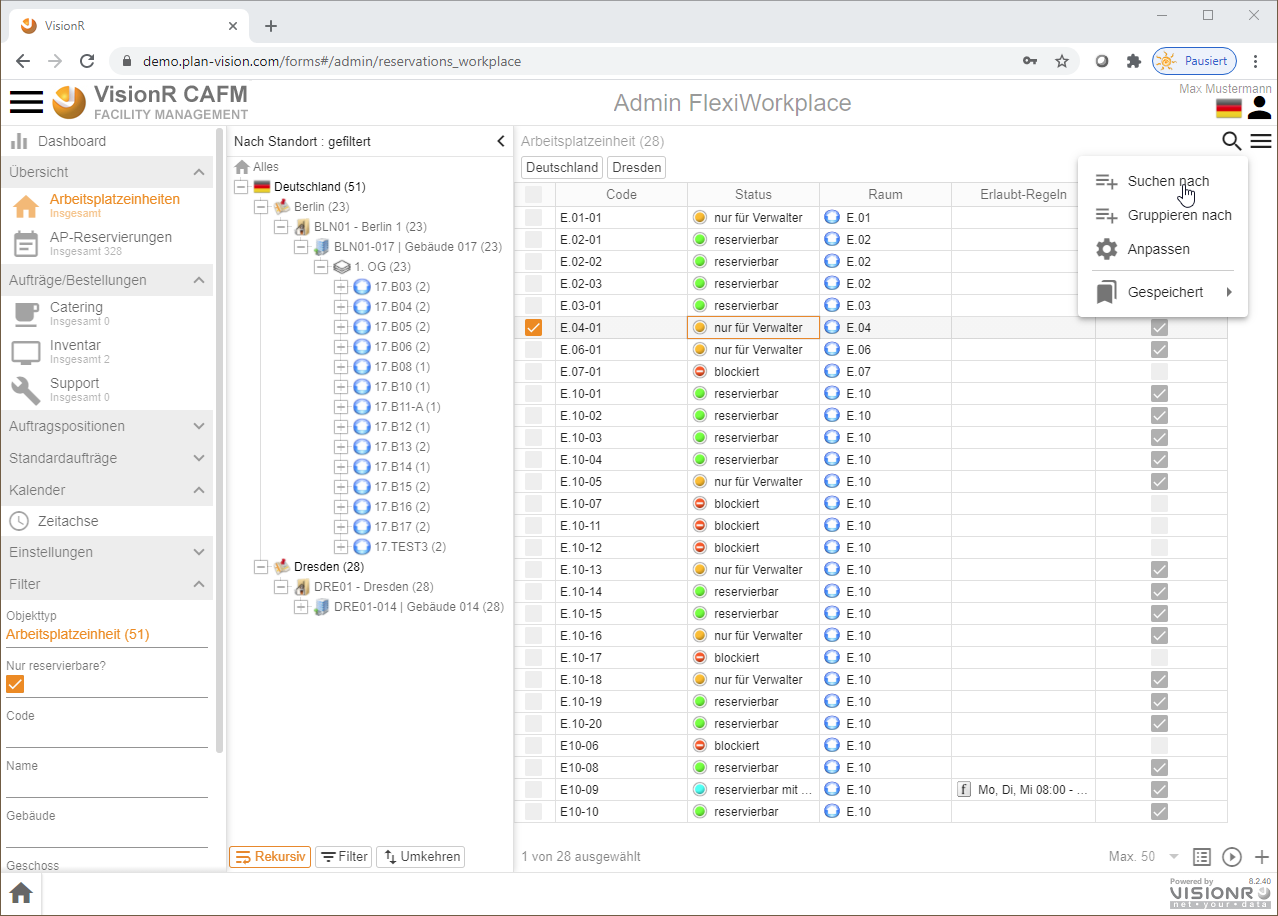 VisionR
demo.plan-vision.com/forms#/admin/reservations_workplace
Pausiert
VisionR CAFM
FACILITY MANAGEMENT
Admin FlexiWorkplace
Max Mustermann
Dashboard
Übersicht
Arbeitsplatzeinheiten
Insgesamt
AP-Reservierungen
Insgesamt 328
Aufträge/Bestellungen
Catering
Insgesamt 0
Inventar
Insgesamt 2
Support
Insgesamt 0
Auftragspositionen
Standardaufträge
Kalender
Zeitachse
Einstellungen
Filter
Objekttyp
Arbeitsplatzeinheit (51)
Nur reservierbare?
Code
Name
Gebäude
Geschoss
Nach Standort : gefiltert
Alles
Deutschland (51)
Berlin (23)
BLN01 - Berlin 1 (23)
BLN01-017 | Gebäude 017 (23)
1. OG (23)
17.B03 (2)
17.B04 (2)
17.B05 (2)
17.B06 (2)
17.B08 (1)
17.B10 (1)
17.B11-A (1)
17.B12 (1)
17.B13 (2)
17.B14 (1)
17.B15 (2)
17.B16 (2)
17.B17 (2)
17.TEST3 (2)
Dresden (28)
DRE01 - Dresden (28)
DRE01-014 | Gebäude 014 (28)
Rekursiv Filter Umkehren
Arbeitsplatzeinheit (28)
Deutschland Dresden
Code Status Raum Erlaubt-Regeln
E.01-01 nur für Verwalter E.01
E.02-01 reservierbar E.02
E.02-02 reservierbar E.02
E.02-03 reservierbar E.02
E.03-01 reservierbar E.03
E.04-01 nur für Verwalter E.04
E.06-01 nur für Verwalter E.06
E.07-01 blockiert E.07
E.10-01 reservierbar E.10
E.10-02 reservierbar E.10
E.10-03 reservierbar E.10
E.10-04 reservierbar E.10
E.10-05 nur für Verwalter E.10
E.10-07 blockiert E.10
E.10-11 blockiert E.10
E.10-12 blockiert E.10
E.10-13 nur für Verwalter E.10
E.10-14 reservierbar E.10
E.10-15 reservierbar E.10
E.10-16 nur für Verwalter E.10
E.10-17 blockiert E.10
E.10-18 nur für Verwalter E.10
E.10-19 reservierbar E.10
E.10-20 reservierbar E.10
E10-06 blockiert E.10
E10-08 reservierbar E.10
E10-09 reservierbar mit ... E.10 f Mo, Di, Mi 08:00 - ...
E10-10 reservierbar E.10
Suchen nach
Gruppieren nach
Anpassen
Gespeichert
1 von 28 ausgewählt
Max. 50
Powered by 8.2.40
VISIONR
net • your • data